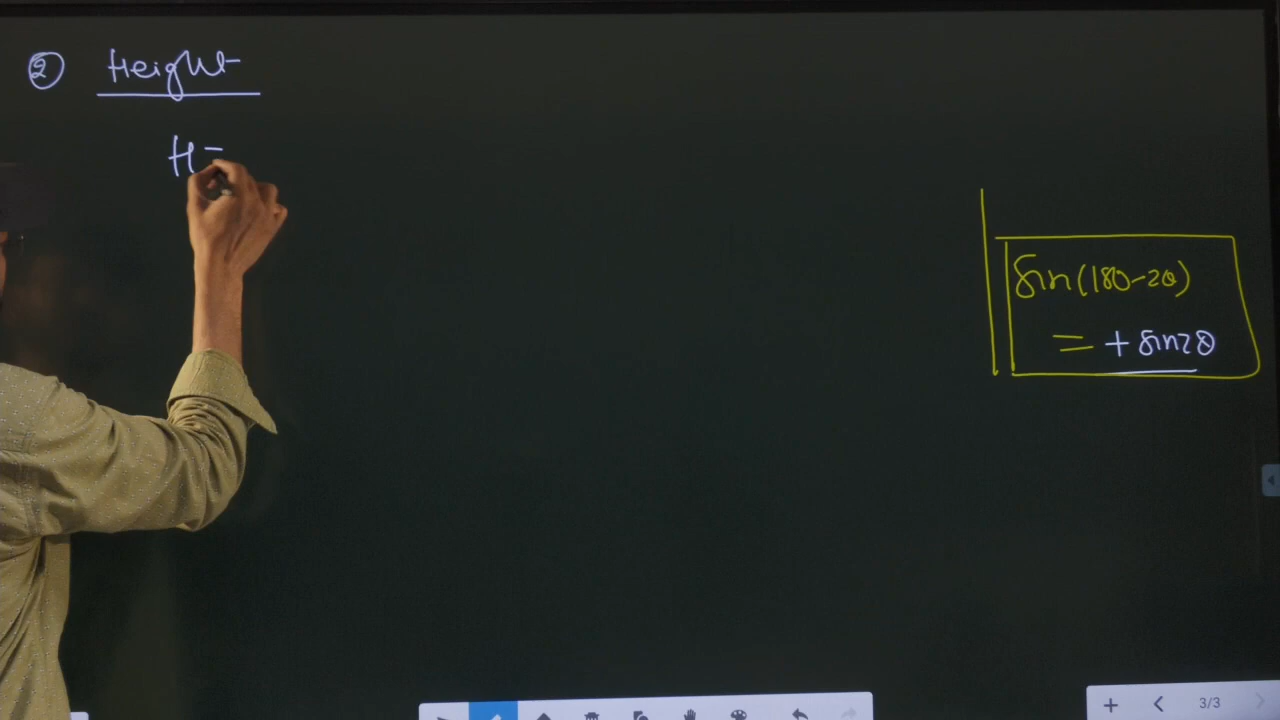 ② Height
H=
sin(180-2θ)
= + sin2θ
3/3